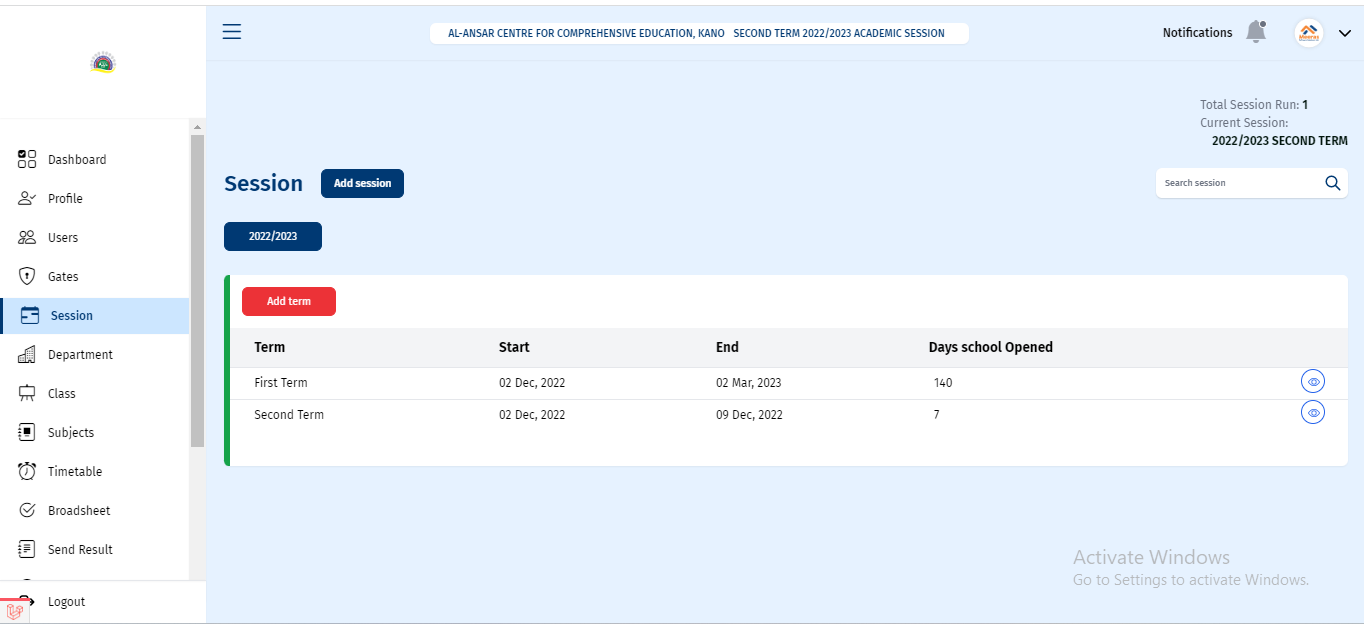 AL-ANSAR CENTRE FOR COMPREHENSIVE EDUCATION, KANO SECOND TERM 2022/2023 ACADEMIC SESSION
Notifications
Total Session Run: 1
Current Session:
2022/2023 SECOND TERM
Dashboard
Profile
Users
Gates
Session
Department
Class
Subjects
Timetable
Broadsheet
Send Result
Logout
Session
Add session
Search session
2022/2023
Add term
Term Start End Days school Opened
First Term 02 Dec, 2022 02 Mar, 2023 140
Second Term 02 Dec, 2022 09 Dec, 2022 7
Activate Windows
Go to Settings to activate Windows.